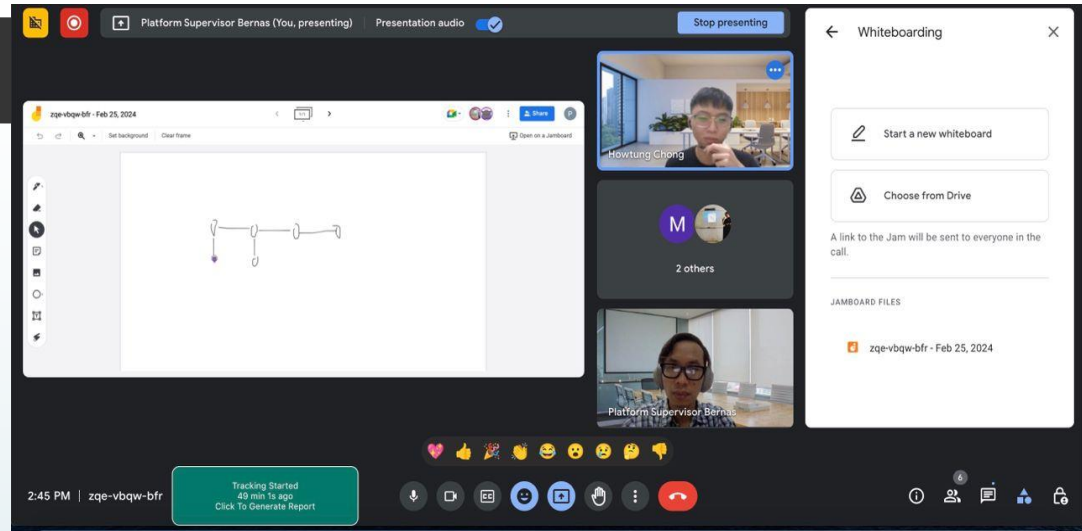 Platform Supervisor Bernas (You, presenting)
Presentation audio
Stop presenting
zqe-vbqw-bfr - Feb 25, 2024
1/1
Share
P
Set background
Clear frame
Open on a Jamboard
Howtung Chong
M
2 others
Platform Supervisor Bernas
Whiteboarding
Start a new whiteboard
Choose from Drive
A link to the Jam will be sent to everyone in the
call.
JAMBOARD FILES
zqe-vbqw-bfr - Feb 25, 2024
2:45 PM | zqe-vbqw-bfr
Tracking Started
49 min 1s ago
Click To Generate Report
CC
6